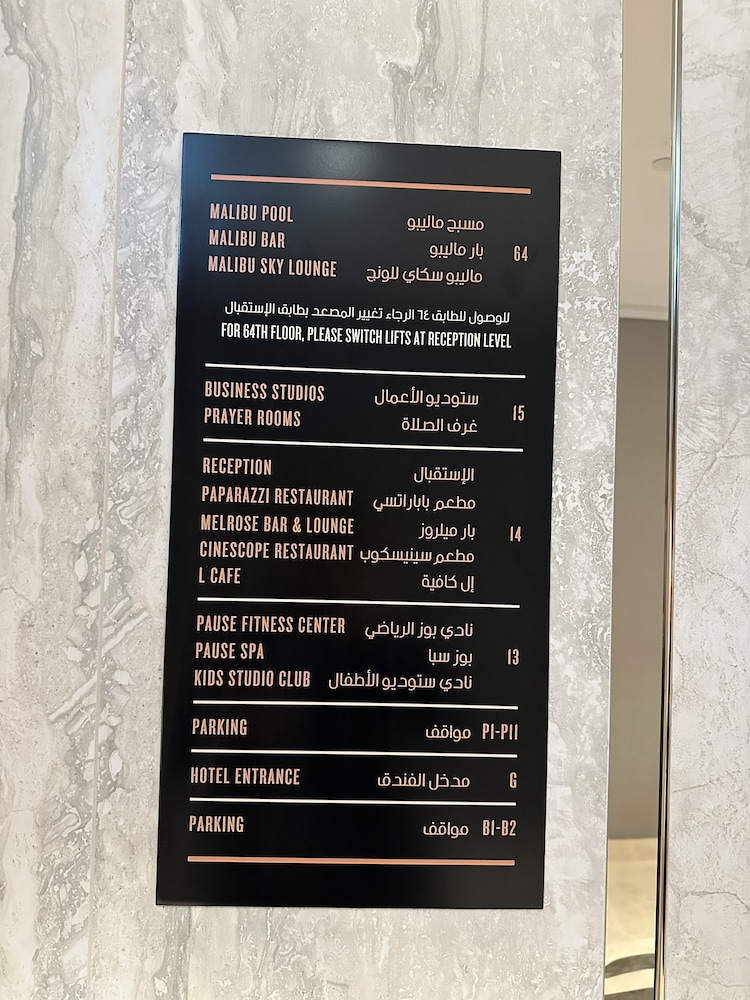 MALIBU POOL مسبح ماليبو
MALIBU BAR بار ماليبو 64
MALIBU SKY LOUNGE ماليبو سكاي للونج
للوصول للطابق ٦٤ الرجاء تغيير المصعد بطابق الإستقبال
FOR 64TH FLOOR, PLEASE SWITCH LIFTS AT RECEPTION LEVEL
BUSINESS STUDIOS ستوديو الأعمال
PRAYER ROOMS غرف الصلاة 15
RECEPTION الإستقبال
PAPARAZZI RESTAURANT مطعم باباراتسي
MELROSE BAR & LOUNGE بار ميلروز 14
CINESCOPE RESTAURANT مطعم سينيسكوب
L CAFE إل كافية
PAUSE FITNESS CENTER نادي بوز الرياضي
PAUSE SPA بوز سبا 13
KIDS STUDIO CLUB نادي ستوديو الأطفال
PARKING مواقف P1-P11
HOTEL ENTRANCE مدخل الفندق G
PARKING مواقف B1-B2